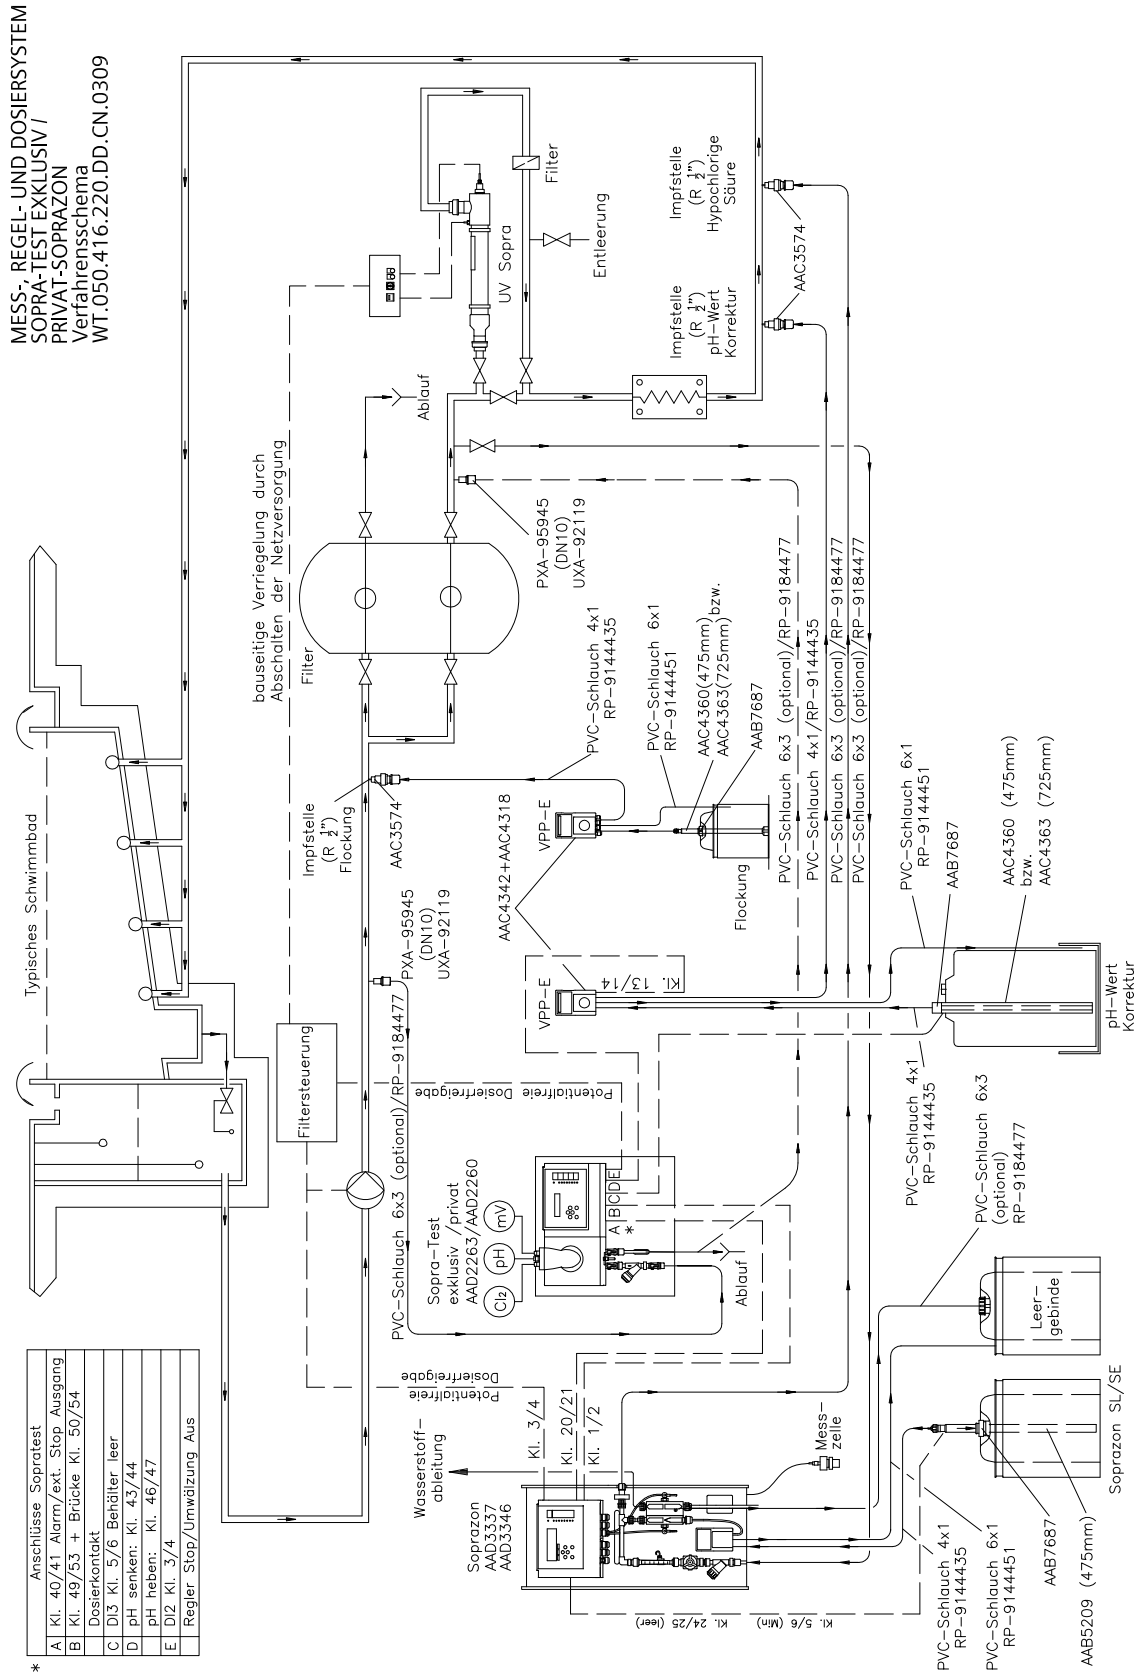 MESS-, REGEL- UND DOSIERSYSTEM
SOPRA-TEST EXKLUSIV /
PRIVAT-SOPRAZON
Verfahrensschema
WT.050.416.220.DD.CN.0309
Typisches Schwimmbad
* Anschlüsse Sopratest
A Kl. 40/41 Alarm/ext. Stop Ausgang
B Kl. 49/53 + Brücke Kl. 50/54
Dosierkontakt
C DI3 Kl. 5/6 Behälter leer
D pH senken: Kl. 43/44
pH heben: Kl. 46/47
E DI2 Kl. 3/4
Regler Stop/Umwälzung Aus
Filtersteuerung
bauseitige Verriegelung durch
Abschalten der Netzversorgung
Filter
Ablauf
UV Sopra
Filter
Entleerung
Impfstelle
(R ½")
Flockung
AAC3574
PXA-95945
(DN10)
UXA-92119
PXA-95945
(DN10)
UXA-92119
Impfstelle
(R ½")
pH-Wert
Korrektur
Impfstelle
(R ½")
Hypochlorige
Säure
AAC3574
PVC-Schlauch 6x3 (optional)/RP-9184477
Potentialfreie
Dosierfreigabe
Potentialfreie
Dosierfreigabe
Sopra-Test
exklusiv /privat
AAD2263/AAD2260
Cl₂
pH
mV
A B C D E
*
Ablauf
VPP-E
Kl. 13/14
VPP-E
AAC4342+AAC4318
PVC-Schlauch 4x1
RP-9144435
PVC-Schlauch 6x1
RP-9144451
AAC4360(475mm)bzw.
AAC4363(725mm)
AAB7687
Flockung
PVC-Schlauch 6x3 (optional)/RP-9184477
PVC-Schlauch 4x1/RP-9144435
PVC-Schlauch 6x3 (optional)/RP-9184477
PVC-Schlauch 6x3 (optional)/RP-9184477
Wasserstoff-
ableitung
Kl. 3/4
Kl. 20/21
Kl. 1/2
Soprazon
AAD3337
AAD3346
Mess-
zelle
Kl. 24/25 (leer)
Kl. 5/6 (Min)
PVC-Schlauch 4x1
RP-9144435
PVC-Schlauch 6x1
RP-9144451
AAB7687
AAB5209 (475mm)
Soprazon SL/SE
Leer-
gebinde
PVC-Schlauch 6x3
(optional)
RP-9184477
PVC-Schlauch 4x1
RP-9144435
pH-Wert
Korrektur
PVC-Schlauch 6x1
RP-9144451
AAB7687
AAC4360 (475mm)
bzw.
AAC4363 (725mm)